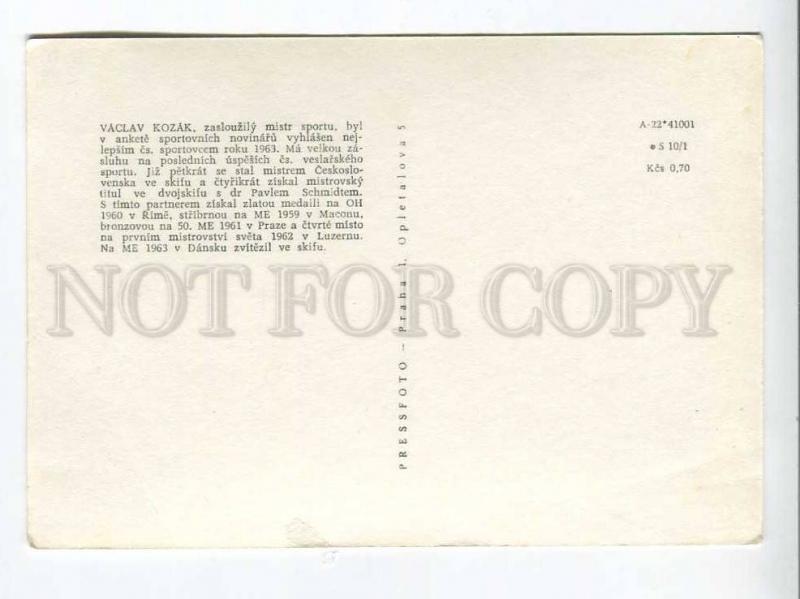 VÁCLAV KOZÁK, zasloužilý mistr sportu, byl
v anketě sportovních novinářů vyhlášen nej-
lepším čs. sportovcem roku 1963. Má velkou zá-
sluhu na posledních úspěších čs. veslařského
sportu. Již pětkrát se stal mistrem Českoslo-
venska ve skifu a čtyřikrát získal mistrovský
titul ve dvojskifu s dr Pavlem Schmidtem.
S tímto partnerem získal zlatou medaili na OH
1960 v Římě, stříbrnou na ME 1959 v Maconu,
bronzovou na 50. ME 1961 v Praze a čtvrté místo
na prvním mistrovství světa 1962 v Luzernu.
Na ME 1963 v Dánsku zvítězil ve skifu.
PRESSFOTO – Praha 1, Opletalova 5
A-22*41001
● S 10/1
Kčs 0,70
NOT FOR COPY